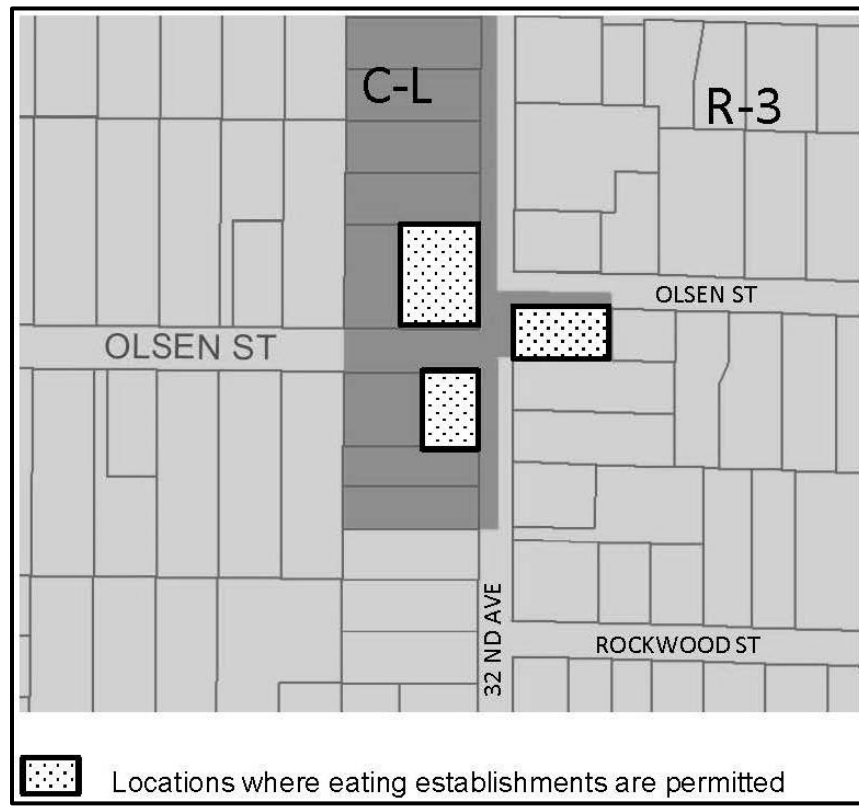 C-L
R-3
OLSEN ST
OLSEN ST
32 ND AVE
ROCKWOOD ST
Locations where eating establishments are permitted